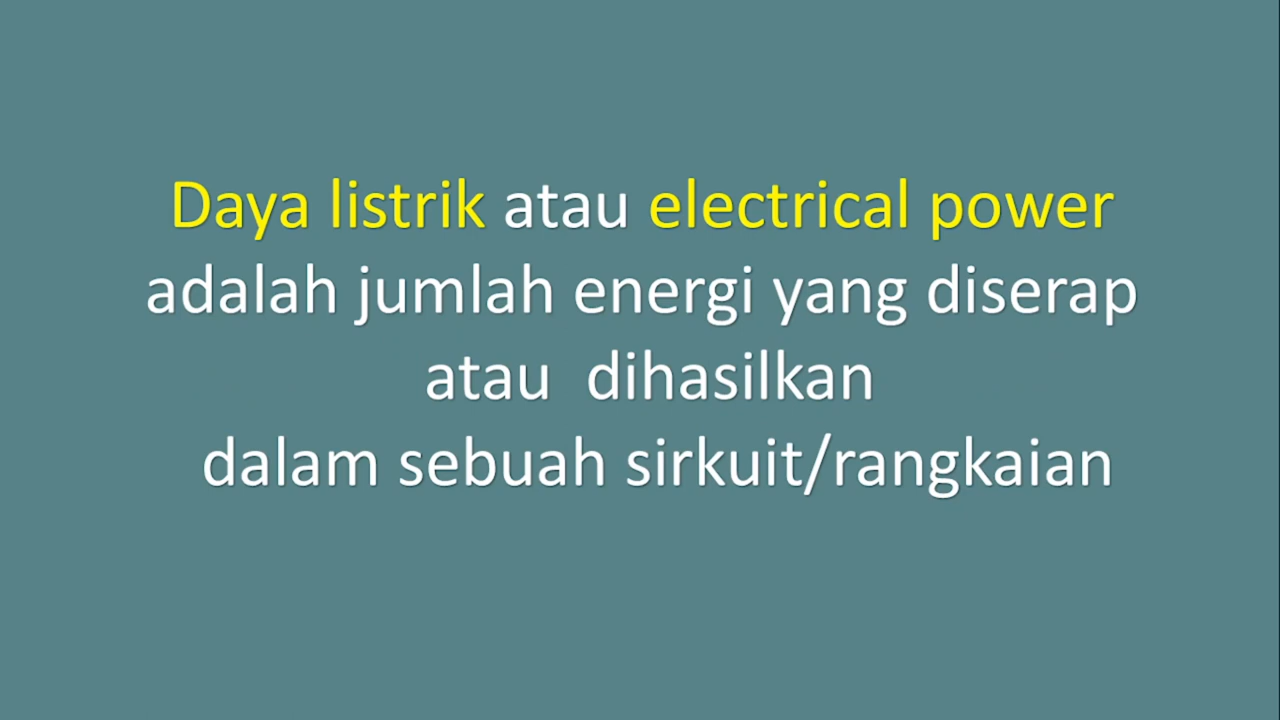 Daya listrik atau electrical power
adalah jumlah energi yang diserap
atau dihasilkan
dalam sebuah sirkuit/rangkaian